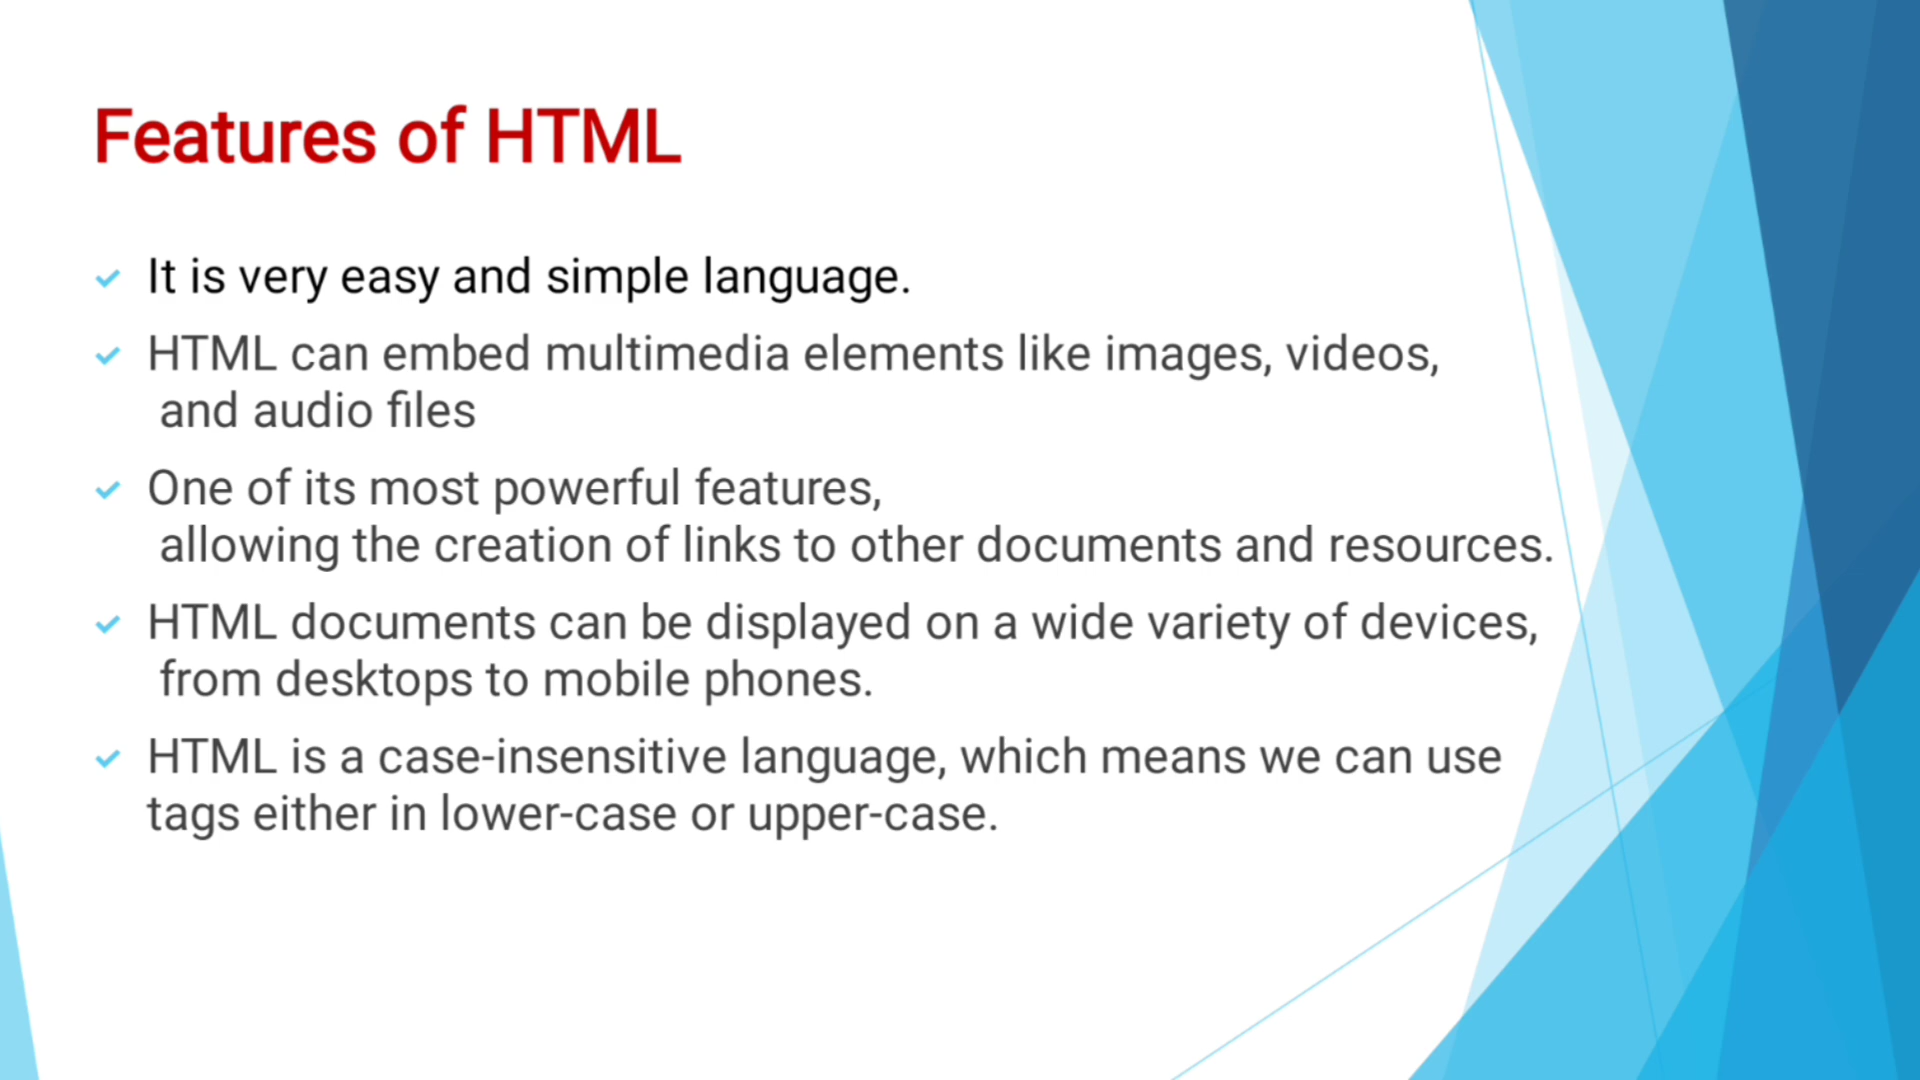 Features of HTML
It is very easy and simple language.
HTML can embed multimedia elements like images, videos,
and audio files
One of its most powerful features,
allowing the creation of links to other documents and resources.
HTML documents can be displayed on a wide variety of devices,
from desktops to mobile phones.
HTML is a case-insensitive language, which means we can use
tags either in lower-case or upper-case.